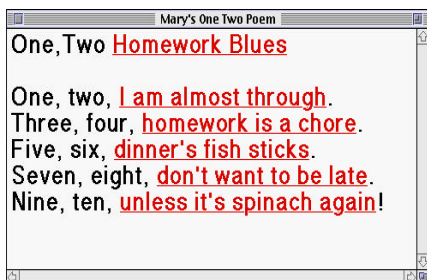 Mary's One Two Poem
One,Two Homework Blues
One, two, I am almost through.
Three, four, homework is a chore.
Five, six, dinner's fish sticks.
Seven, eight, don't want to be late.
Nine, ten, unless it's spinach again!